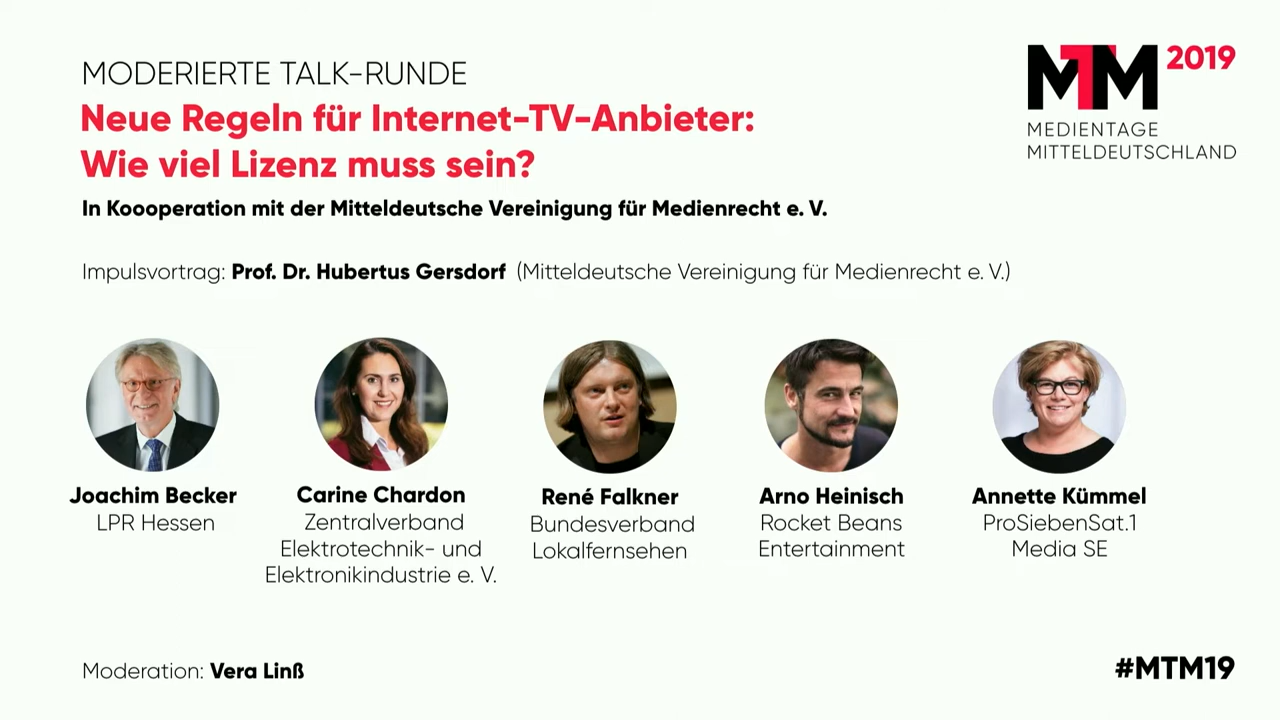 MODERIERTE TALK-RUNDE
Neue Regeln für Internet-TV-Anbieter:
Wie viel Lizenz muss sein?
In Koooperation mit der Mitteldeutsche Vereinigung für Medienrecht e. V.
MTM 2019
MEDIENTAGE
MITTELDEUTSCHLAND
Impulsvortrag: Prof. Dr. Hubertus Gersdorf (Mitteldeutsche Vereinigung für Medienrecht e. V.)
Joachim Becker
LPR Hessen
Carine Chardon
Zentralverband
Elektrotechnik- und
Elektronikindustrie e. V.
René Falkner
Bundesverband
Lokalfernsehen
Arno Heinisch
Rocket Beans
Entertainment
Annette Kümmel
ProSiebenSat.1
Media SE
Moderation: Vera Linß
#MTM19